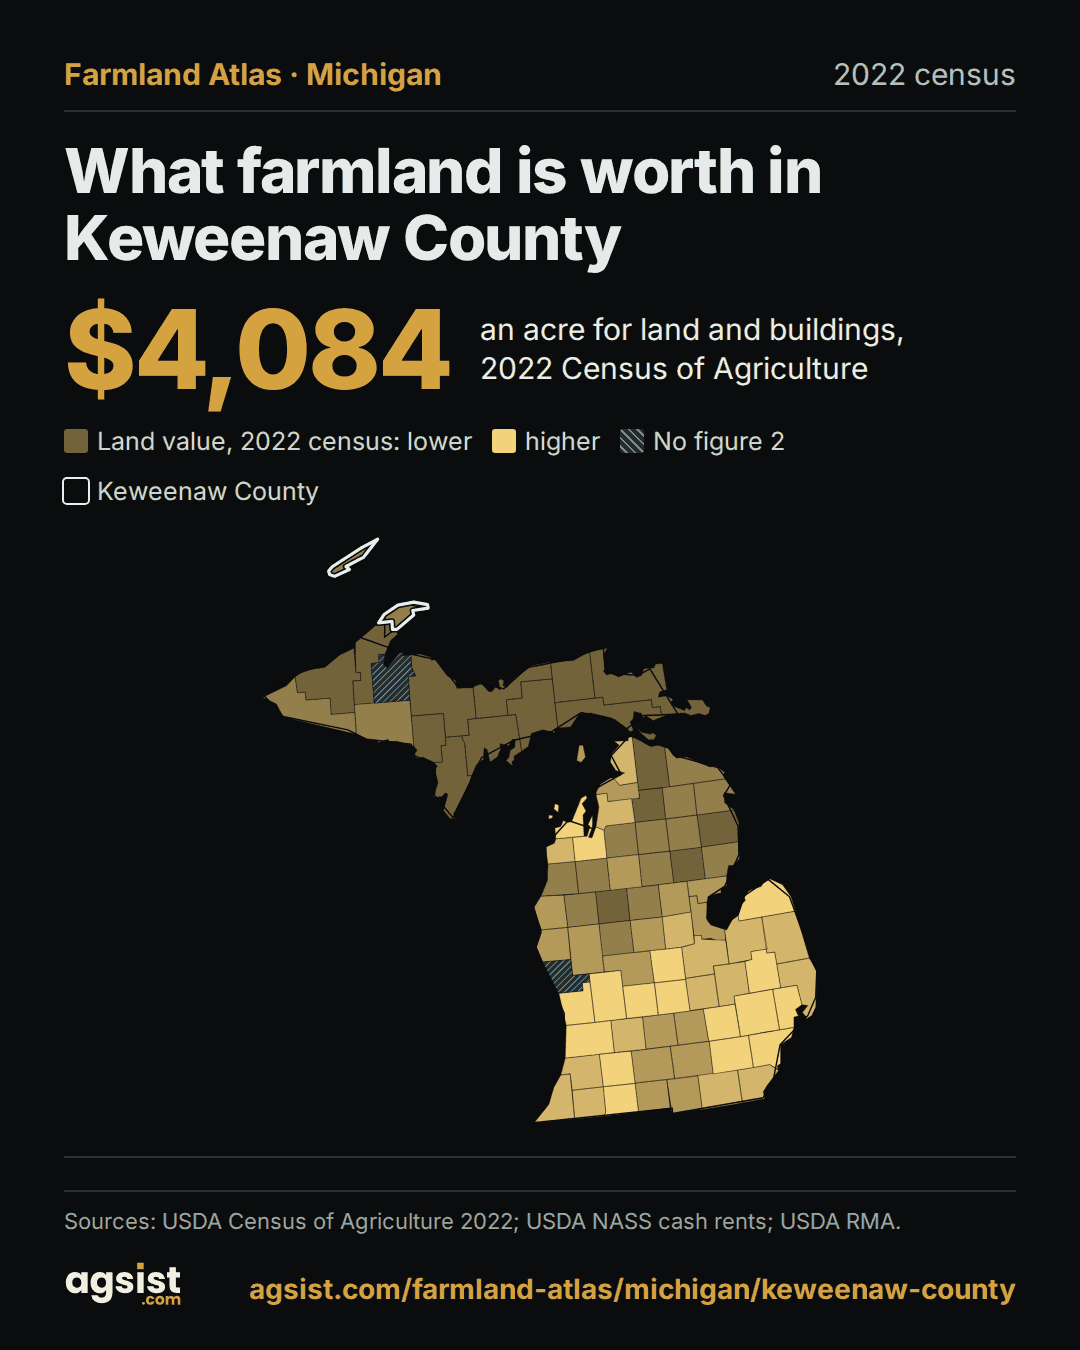 Farmland Atlas · Michigan
2022 census
What farmland is worth in
Keweenaw County
$4,084
an acre for land and buildings,
2022 Census of Agriculture
Land value, 2022 census: lower
higher
No figure 2
Keweenaw County
Sources: USDA Census of Agriculture 2022; USDA NASS cash rents; USDA RMA.
agsist
.com
agsist.com/farmland-atlas/michigan/keweenaw-county